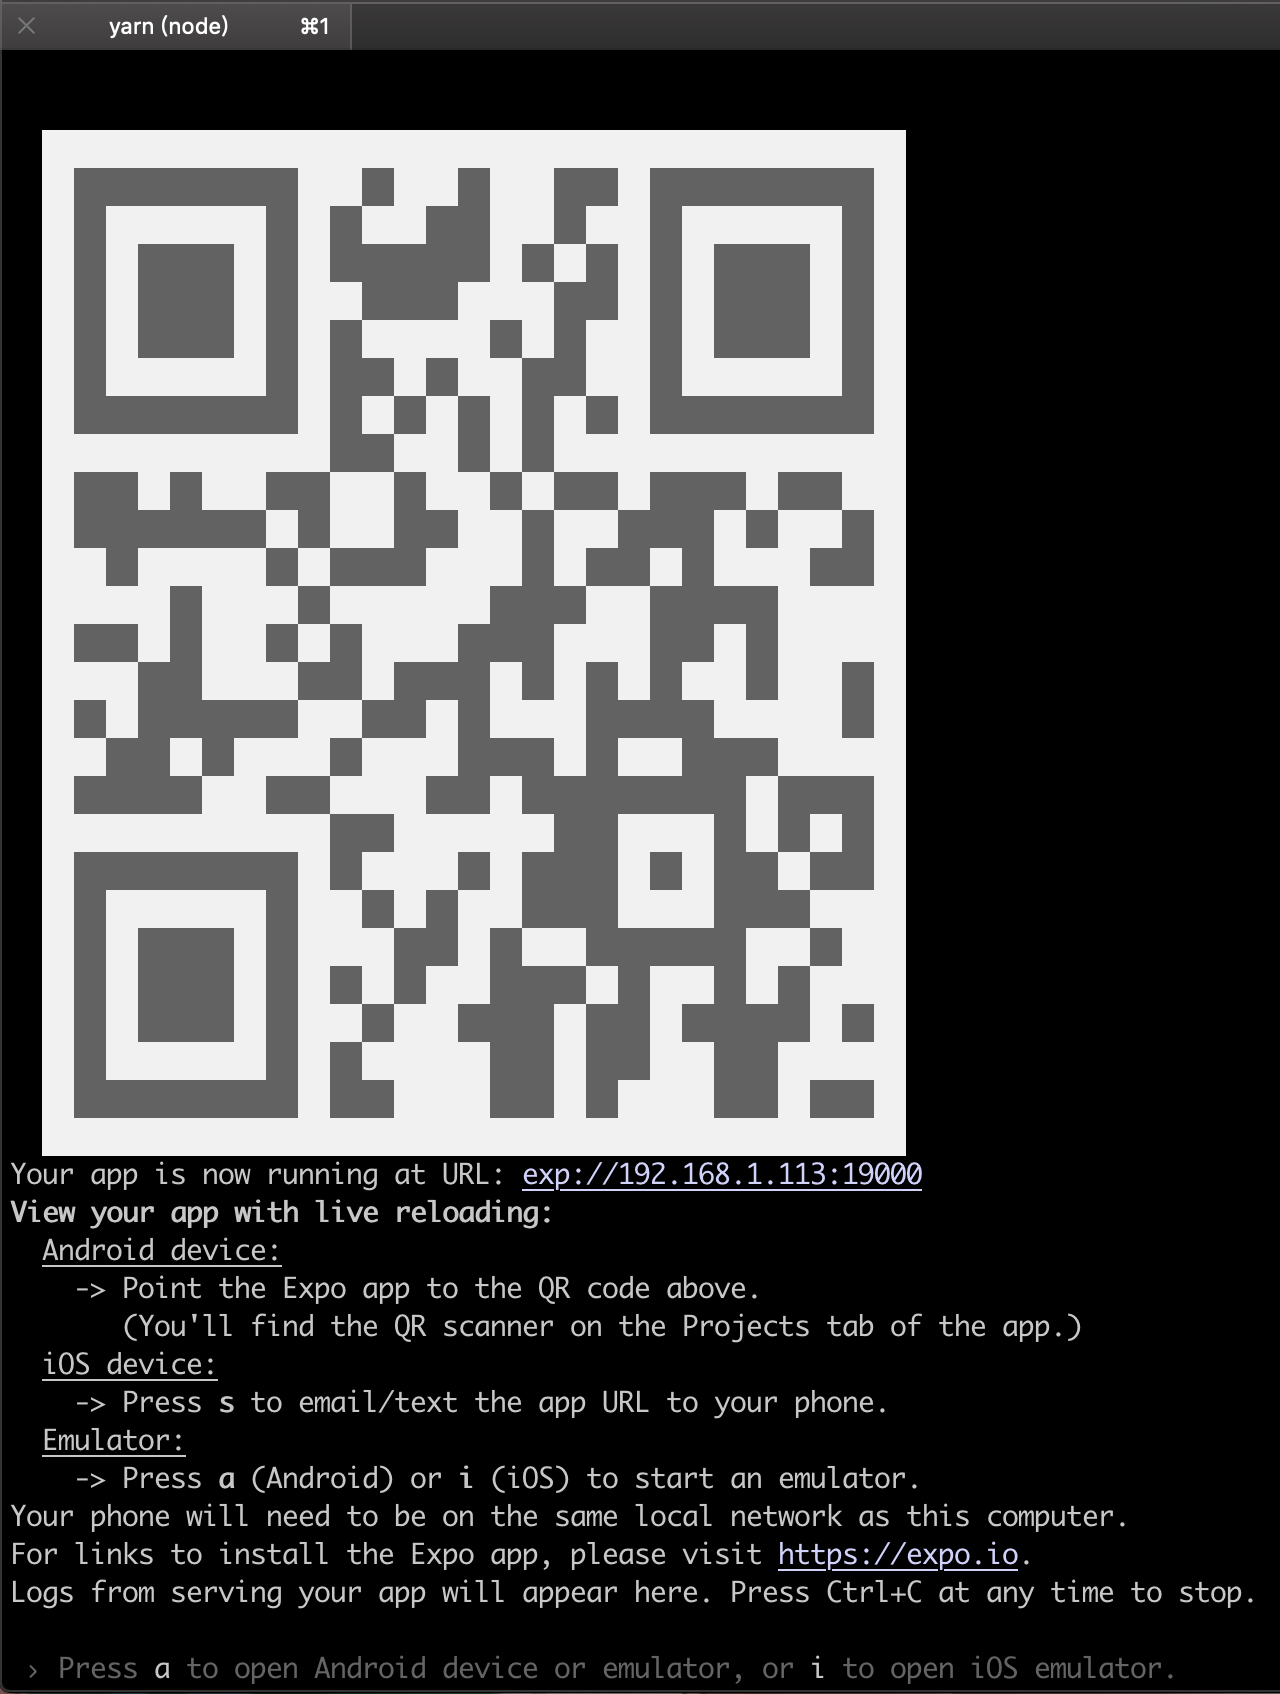 yarn (node) ⌘1
Your app is now running at URL: exp://192.168.1.113:19000
View your app with live reloading:
Android device:
-> Point the Expo app to the QR code above.
(You'll find the QR scanner on the Projects tab of the app.)
iOS device:
-> Press s to email/text the app URL to your phone.
Emulator:
-> Press a (Android) or i (iOS) to start an emulator.
Your phone will need to be on the same local network as this computer.
For links to install the Expo app, please visit https://expo.io.
Logs from serving your app will appear here. Press Ctrl+C at any time to stop.
› Press a to open Android device or emulator, or i to open iOS emulator.